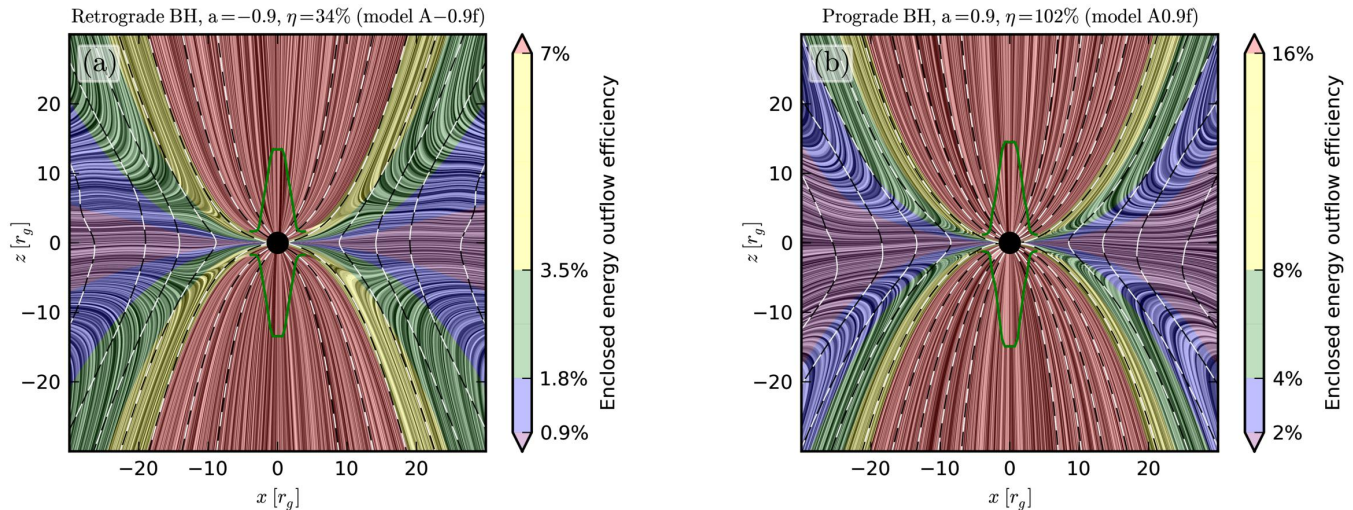 Retrograde BH, a=−0.9, η=34% (model A−0.9f)
(a)
20
10
0
−10
−20
z [r_g]
−20
−10
0
10
20
x [r_g]
7%
3.5%
1.8%
0.9%
Enclosed energy outflow efficiency
Prograde BH, a=0.9, η=102% (model A0.9f)
(b)
20
10
0
−10
−20
z [r_g]
−20
−10
0
10
20
x [r_g]
16%
8%
4%
2%
Enclosed energy outflow efficiency